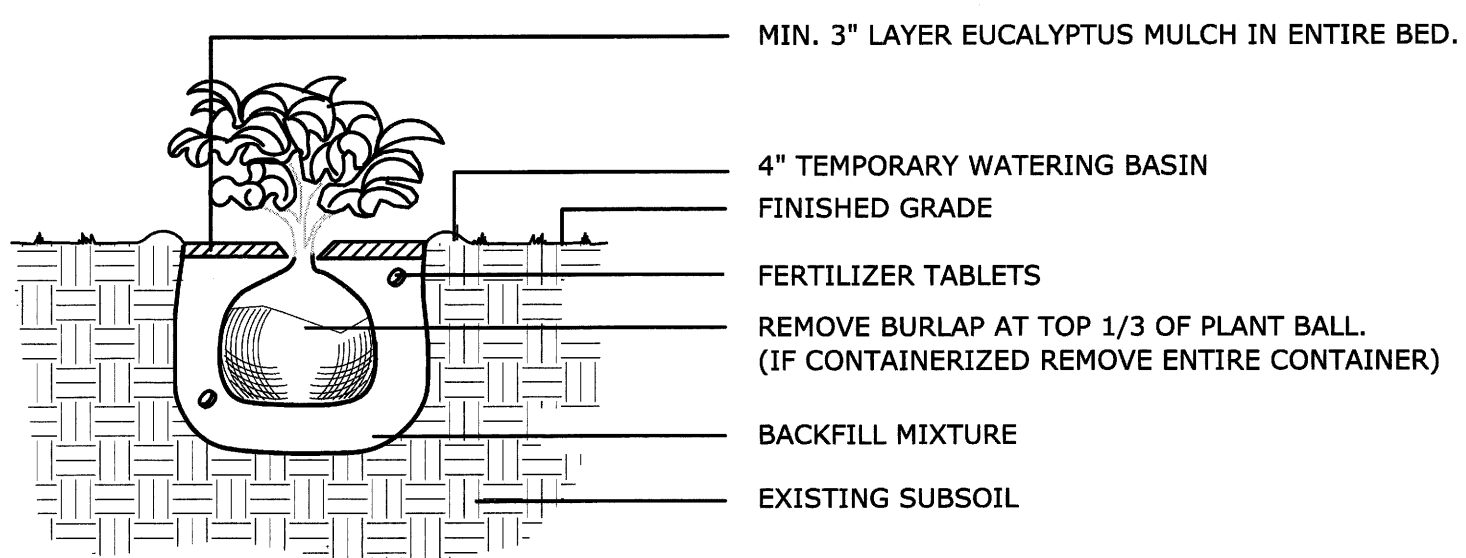 MIN. 3" LAYER EUCALYPTUS MULCH IN ENTIRE BED.
4" TEMPORARY WATERING BASIN
FINISHED GRADE
FERTILIZER TABLETS
REMOVE BURLAP AT TOP 1/3 OF PLANT BALL.
(IF CONTAINERIZED REMOVE ENTIRE CONTAINER)
BACKFILL MIXTURE
EXISTING SUBSOIL